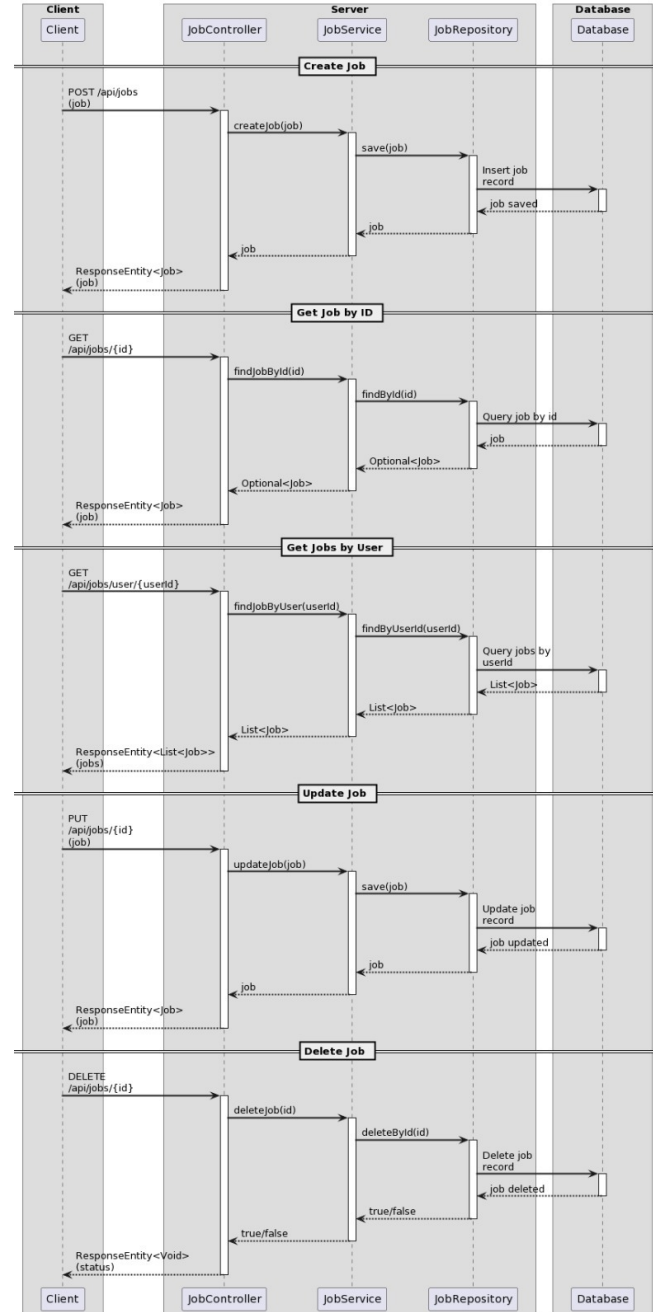 Client
Server
Database
Client
JobController
JobService
JobRepository
Database
Create Job
POST /api/jobs
(job)
createJob(job)
save(job)
Insert job
record
job saved
job
job
ResponseEntity<Job>
(job)
Get Job by ID
GET
/api/jobs/{id}
findJobById(id)
findById(id)
Query job by id
job
Optional<Job>
Optional<Job>
ResponseEntity<Job>
(job)
Get Jobs by User
GET
/api/jobs/user/{userId}
findJobByUser(userId)
findByUserId(userId)
Query jobs by
userId
List<Job>
List<Job>
List<Job>
ResponseEntity<List<Job>>
(jobs)
Update Job
PUT
/api/jobs/{id}
(job)
updateJob(job)
save(job)
Update job
record
job updated
job
job
ResponseEntity<Job>
(job)
Delete Job
DELETE
/api/jobs/{id}
deleteJob(id)
deleteById(id)
Delete job
record
job deleted
true/false
true/false
ResponseEntity<Void>
(status)
Client
JobController
JobService
JobRepository
Database